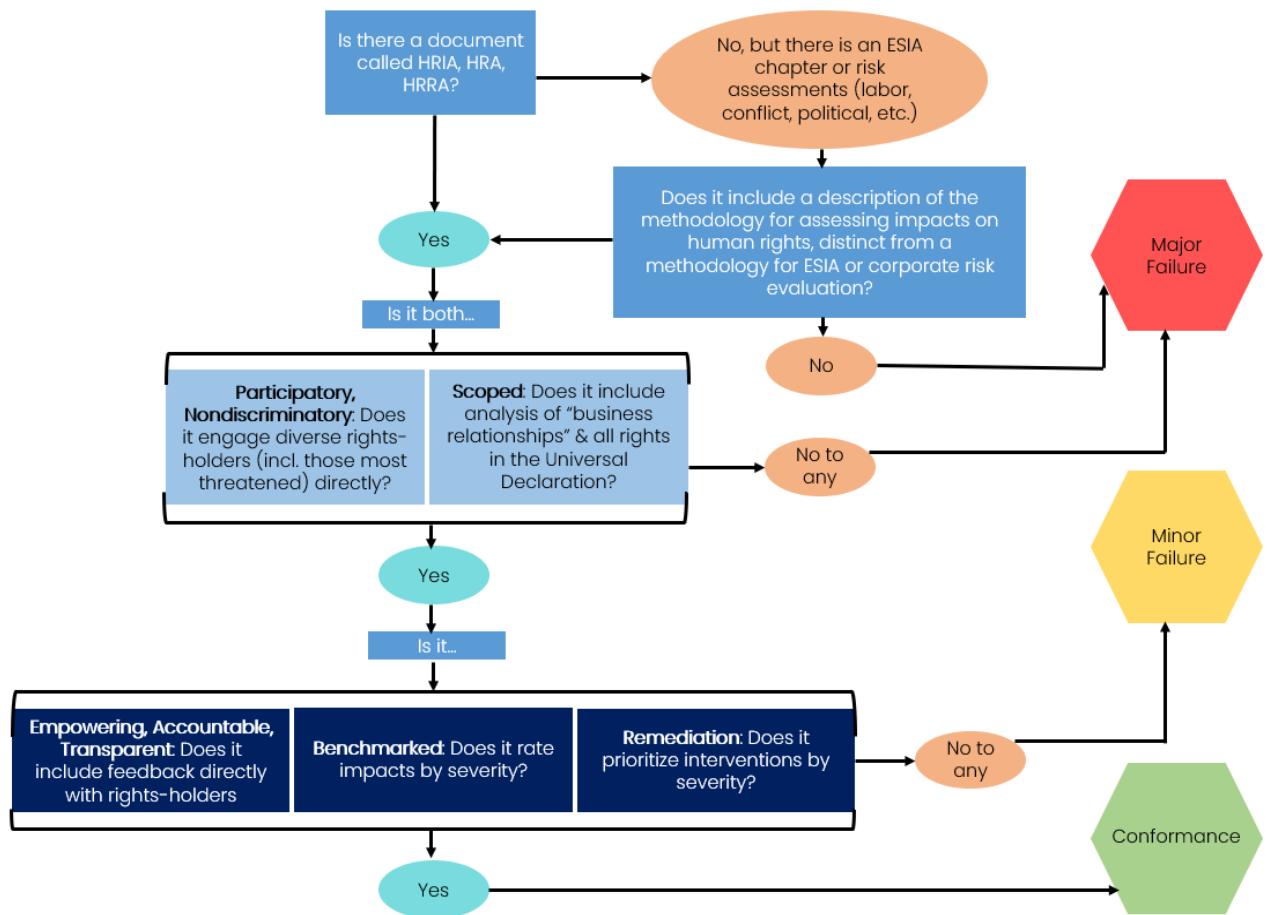 Is there a document
called HRIA, HRA,
HRRA?
No, but there is an ESIA
chapter or risk
assessments (labor,
conflict, political, etc.)
Does it include a description of the
methodology for assessing impacts on
human rights, distinct from a
methodology for ESIA or corporate risk
evaluation?
Major
Failure
Yes
Is it both…
No
Participatory,
Nondiscriminatory: Does
it engage diverse rights-
holders (incl. those most
threatened) directly?
Scoped: Does it include
analysis of “business
relationships” & all rights
in the Universal
Declaration?
No to
any
Minor
Failure
Yes
Is it…
Empowering, Accountable,
Transparent: Does it
include feedback directly
with rights-holders
Benchmarked: Does it rate
impacts by severity?
Remediation: Does it
prioritize interventions by
severity?
No to
any
Conformance
Yes